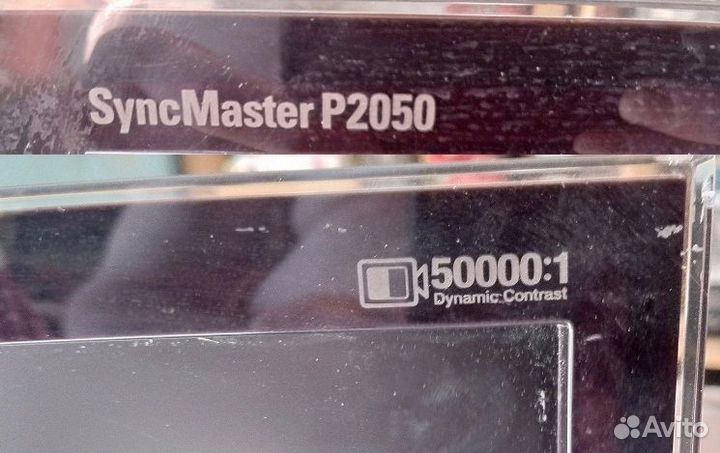 SyncMaster P2050
50000:1
Dynamic Contrast
Avito